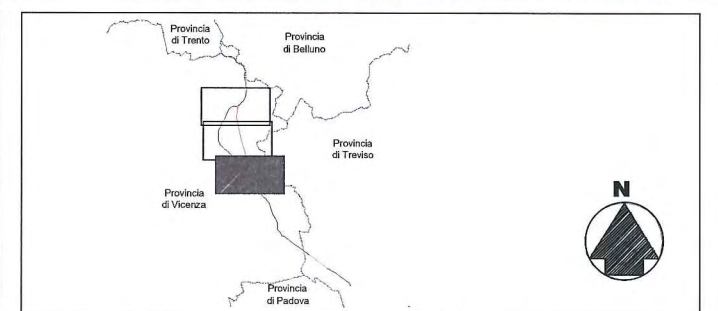 Provincia
di Trento
Provincia
di Belluno
Provincia
di Treviso
Provincia
di Vicenza
N
Provincia
di Padova